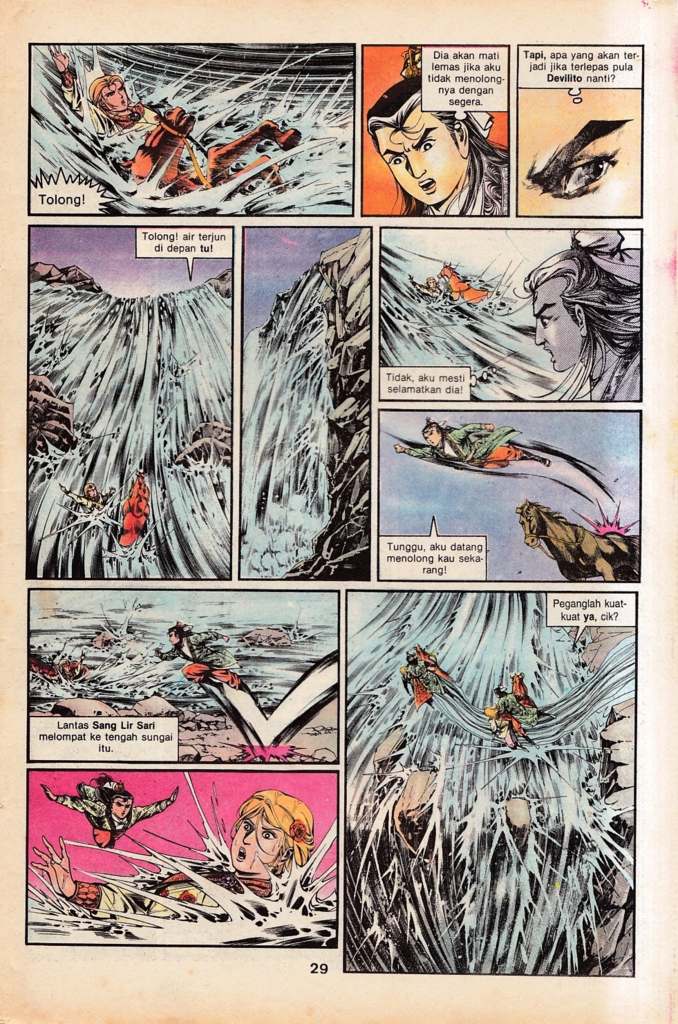 Tolong!
Dia akan mati
lemas jika aku
tidak menolong-
nya dengan
segera.
Tapi, apa yang akan ter-
jadi jika terlepas pula
Devilito nanti?
Tolong! air terjun
di depan tu!
Tidak, aku mesti
selamatkan dia!
Tunggu, aku datang
menolong kau seka-
rang!
Lantas Sang Lir Sari
melompat ke tengah sungai
itu.
Peganglah kuat-
kuat ya, cik?
29